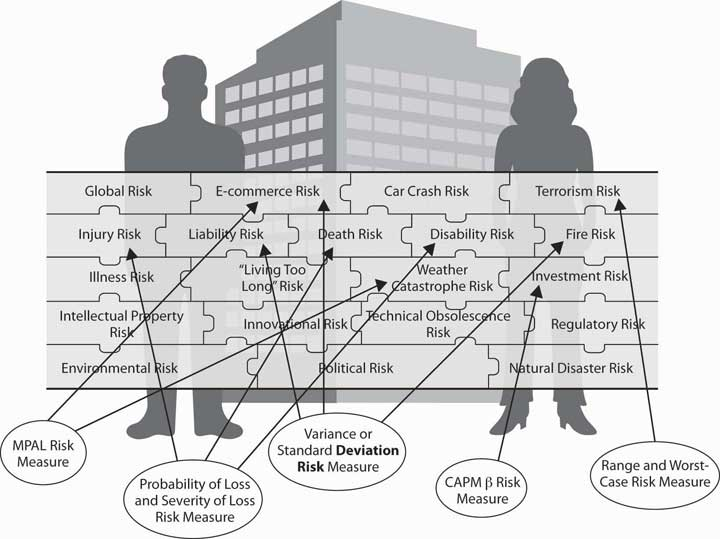 Global Risk
E-commerce Risk
Car Crash Risk
Terrorism Risk
Injury Risk
Liability Risk
Death Risk
Disability Risk
Fire Risk
Illness Risk
"Living Too
Long" Risk
Weather
Catastrophe Risk
Investment Risk
Intellectual Property
Risk
Innovational Risk
Technical Obsolescence
Risk
Regulatory Risk
Environmental Risk
Political Risk
Natural Disaster Risk
MPAL Risk
Measure
Probability of Loss
and Severity of Loss
Risk Measure
Variance or
Standard Deviation
Risk Measure
CAPM β Risk
Measure
Range and Worst-
Case Risk Measure